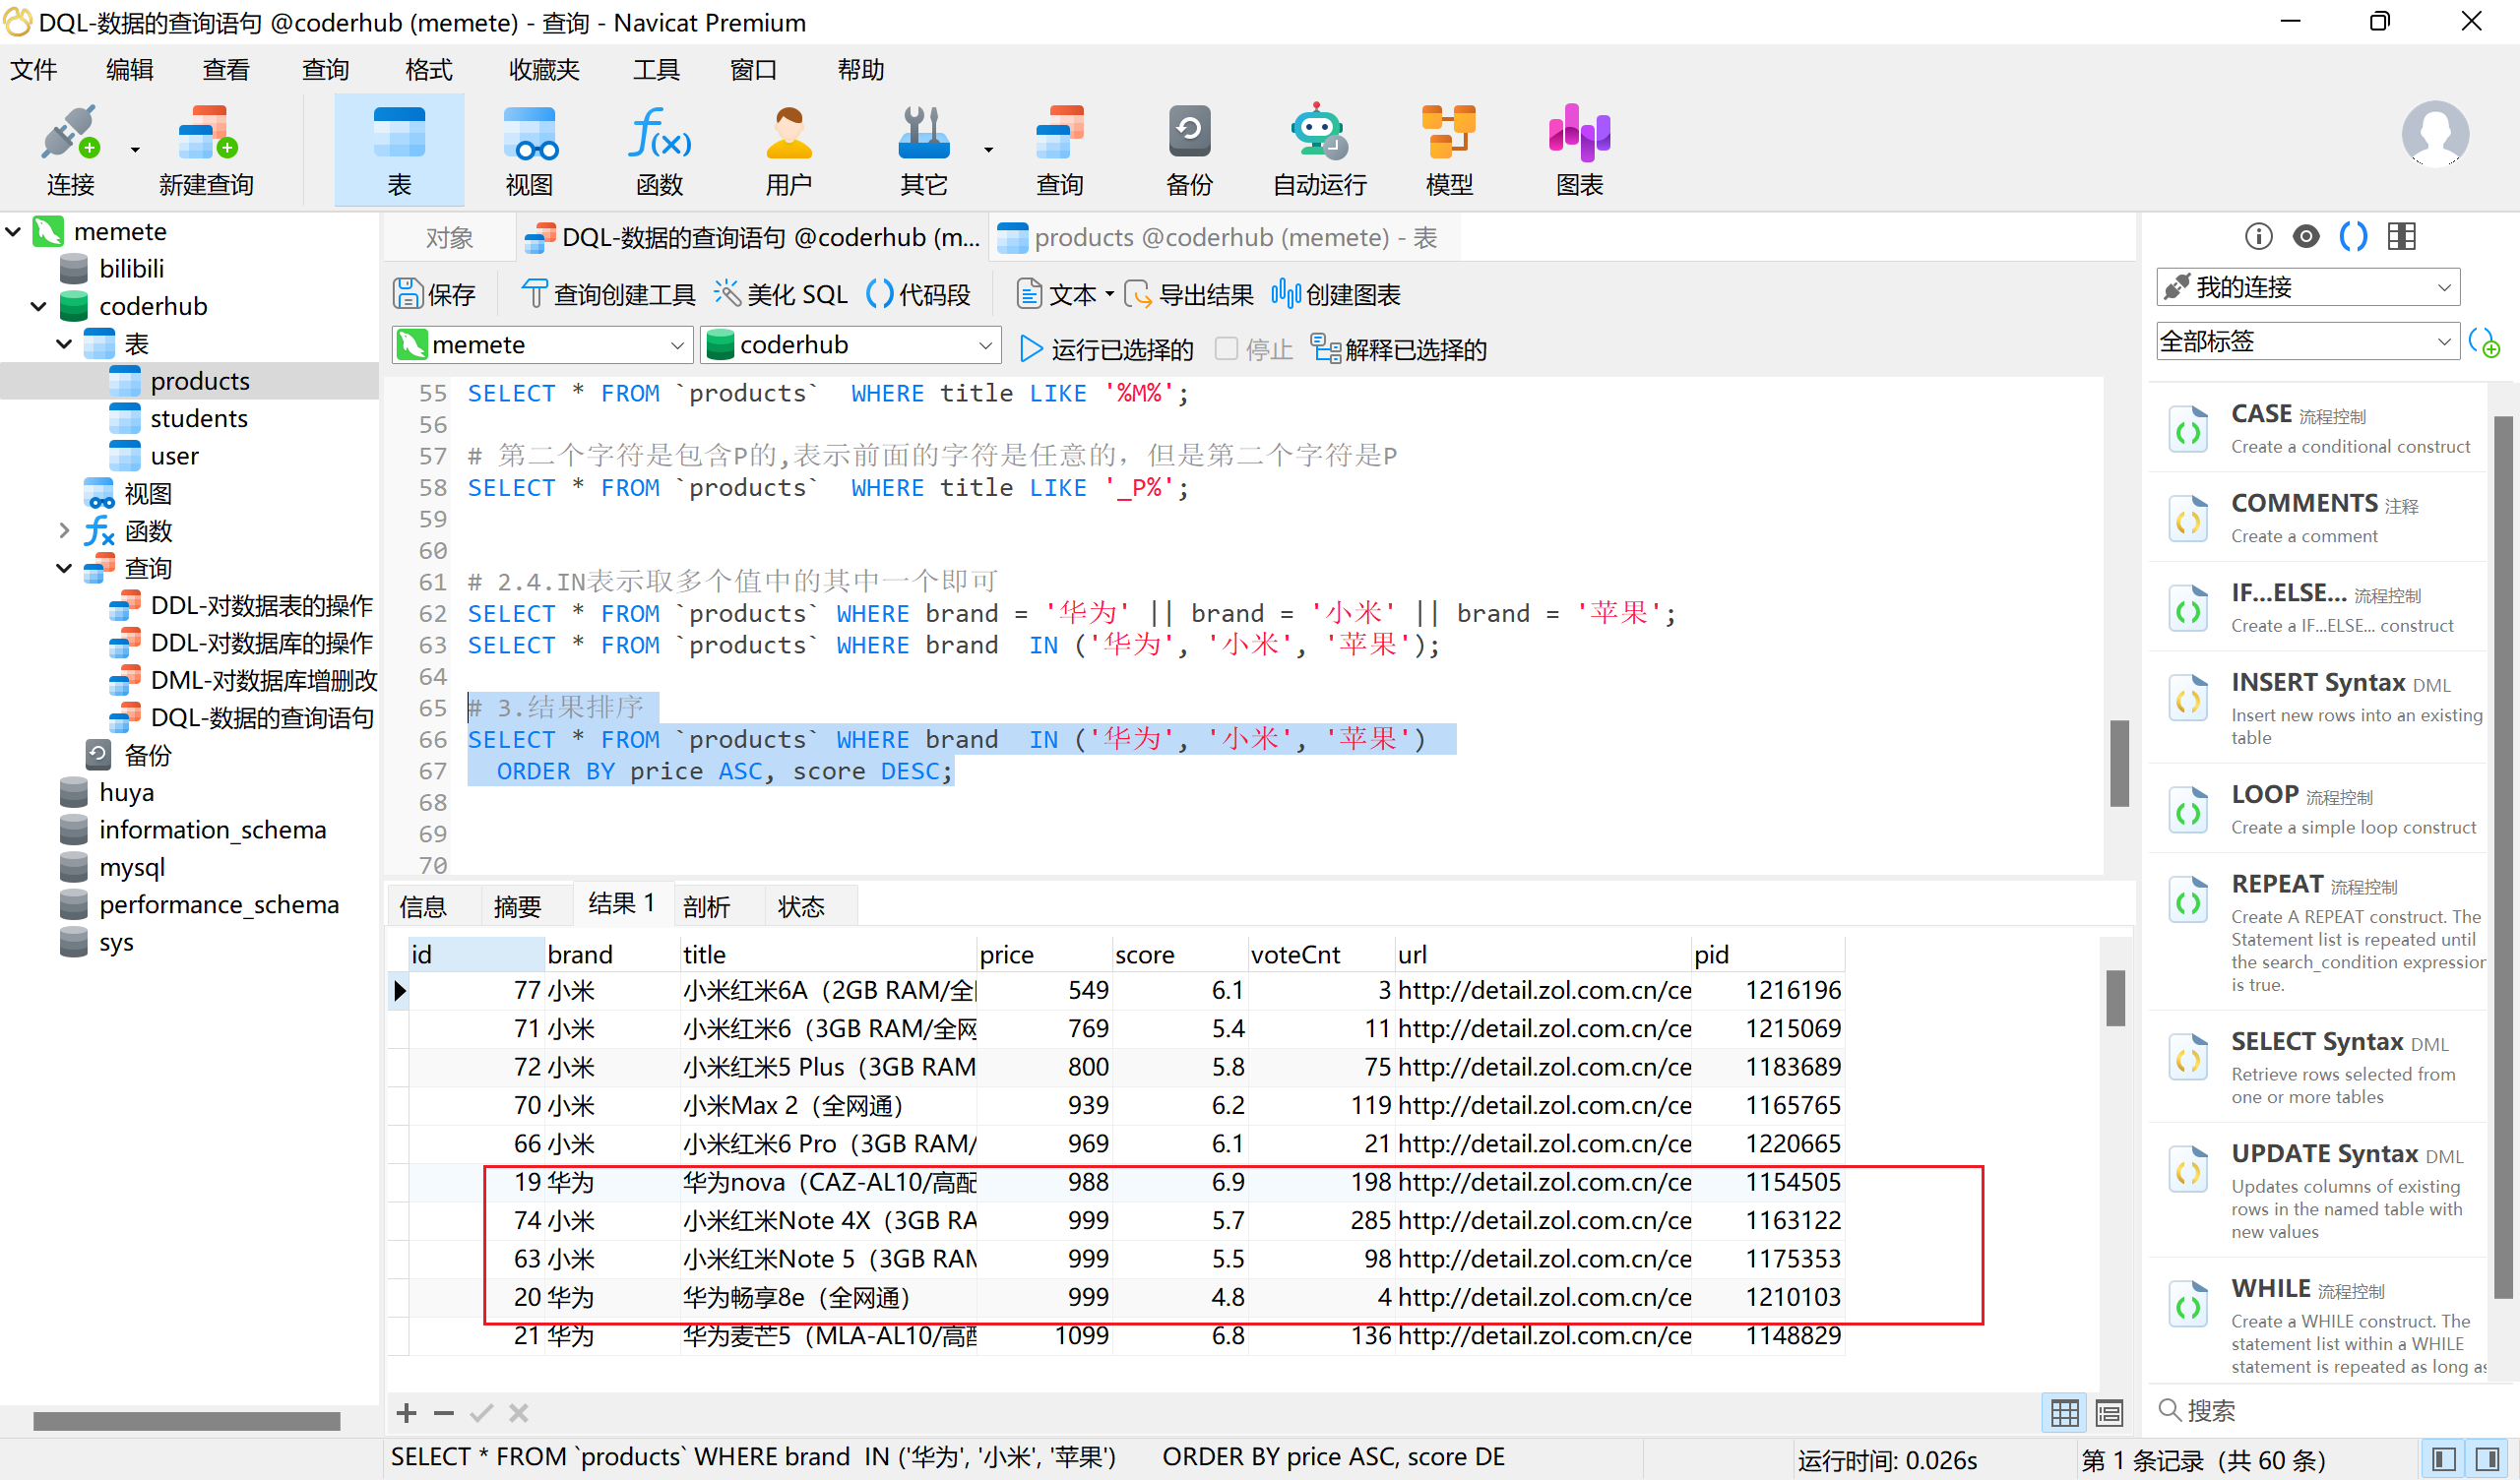 DQL-数据的查询语句 @coderhub (memete) - 查询 - Navicat Premium
文件 编辑 查看 查询 格式 收藏夹 工具 窗口 帮助
连接 新建查询 表 视图 函数 用户 其它 查询 备份 自动运行 模型 图表
memete
bilibili
coderhub
表
products
students
user
视图
函数
查询
DDL-对数据表的操作
DDL-对数据库的操作
DML-对数据库增删改
DQL-数据的查询语句
备份
huya
information_schema
mysql
performance_schema
sys
对象 DQL-数据的查询语句 @coderhub (m... products @coderhub (memete) - 表
保存 查询创建工具 美化 SQL 代码段 文本 导出结果 创建图表
memete coderhub 运行已选择的 停止 解释已选择的
55 SELECT * FROM `products`  WHERE title LIKE '%M%';
56
57 # 第二个字符是包含P的,表示前面的字符是任意的，但是第二个字符是P
58 SELECT * FROM `products`  WHERE title LIKE '_P%';
59
60
61 # 2.4.IN表示取多个值中的其中一个即可
62 SELECT * FROM `products` WHERE brand = '华为' || brand = '小米' || brand = '苹果';
63 SELECT * FROM `products` WHERE brand  IN ('华为', '小米', '苹果');
64
65 # 3.结果排序
66 SELECT * FROM `products` WHERE brand  IN ('华为', '小米', '苹果')
67   ORDER BY price ASC, score DESC;
68
69
70
信息 摘要 结果 1 剖析 状态
id brand title price score voteCnt url pid
77 小米 小米红米6A（2GB RAM/全 549 6.1 3 http://detail.zol.com.cn/ce 1216196
71 小米 小米红米6（3GB RAM/全网 769 5.4 11 http://detail.zol.com.cn/ce 1215069
72 小米 小米红米5 Plus（3GB RAM 800 5.8 75 http://detail.zol.com.cn/ce 1183689
70 小米 小米Max 2（全网通） 939 6.2 119 http://detail.zol.com.cn/ce 1165765
66 小米 小米红米6 Pro（3GB RAM/ 969 6.1 21 http://detail.zol.com.cn/ce 1220665
19 华为 华为nova（CAZ-AL10/高配 988 6.9 198 http://detail.zol.com.cn/ce 1154505
74 小米 小米红米Note 4X（3GB RA 999 5.7 285 http://detail.zol.com.cn/ce 1163122
63 小米 小米红米Note 5（3GB RAM 999 5.5 98 http://detail.zol.com.cn/ce 1175353
20 华为 华为畅享8e（全网通） 999 4.8 4 http://detail.zol.com.cn/ce 1210103
21 华为 华为麦芒5（MLA-AL10/高配 1099 6.8 136 http://detail.zol.com.cn/ce 1148829
SELECT * FROM `products` WHERE brand  IN ('华为', '小米', '苹果')      ORDER BY price ASC, score DE
运行时间: 0.026s
第 1 条记录（共 60 条）
我的连接
全部标签
CASE 流程控制
Create a conditional construct
COMMENTS 注释
Create a comment
IF...ELSE... 流程控制
Create a IF...ELSE... construct
INSERT Syntax DML
Insert new rows into an existing
table
LOOP 流程控制
Create a simple loop construct
REPEAT 流程控制
Create A REPEAT construct. The
Statement list is repeated until
the search_condition expression
is true.
SELECT Syntax DML
Retrieve rows selected from
one or more tables
UPDATE Syntax DML
Updates columns of existing
rows in the named table with
new values
WHILE 流程控制
Create a WHILE construct. The
statement list within a WHILE
statement is repeated as long as
搜索